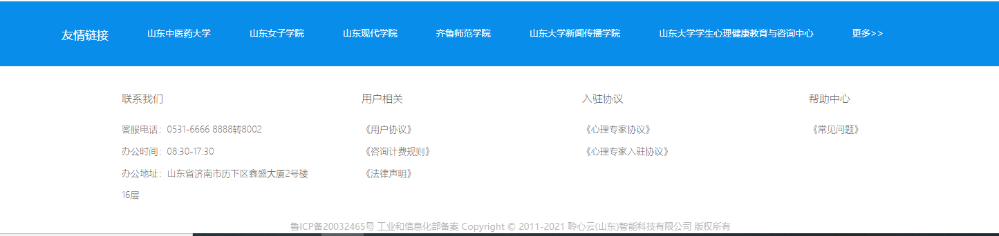 友情链接 山东中医药大学 山东女子学院 山东现代学院 齐鲁师范学院 山东大学新闻传播学院 山东大学学生心理健康教育与咨询中心 更多>>
联系我们
客服电话：0531-6666 8888转8002
办公时间：08:30-17:30
办公地址：山东省济南市历下区鑫盛大厦2号楼
16层
用户相关
《用户协议》
《咨询计费规则》
《法律声明》
入驻协议
《心理专家协议》
《心理专家入驻协议》
帮助中心
《常见问题》
鲁ICP备20032465号 工业和信息化部备案 Copyright © 2011-2021 聆心云(山东)智能科技有限公司 版权所有